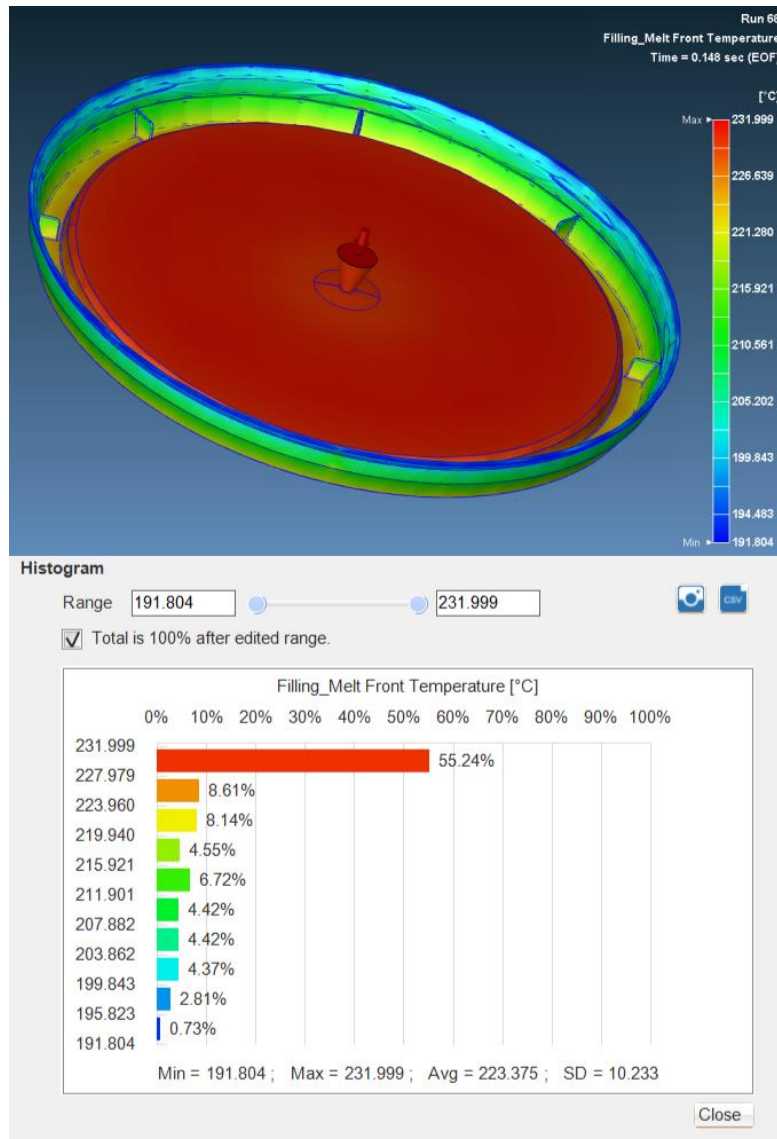 Run 68
Filling_Melt Front Temperature
Time = 0.148 sec (EOF)
[°C]
Max 231.999
226.639
221.280
215.921
210.561
205.202
199.843
194.483
Min 191.804
Histogram
Range 191.804 231.999
CSV
Total is 100% after edited range.
Filling_Melt Front Temperature [°C]
0% 10% 20% 30% 40% 50% 60% 70% 80% 90% 100%
231.999
55.24%
227.979
8.61%
223.960
8.14%
219.940
4.55%
215.921
6.72%
211.901
4.42%
207.882
4.42%
203.862
4.37%
199.843
2.81%
195.823
0.73%
191.804
Min = 191.804 ; Max = 231.999 ; Avg = 223.375 ; SD = 10.233
Close